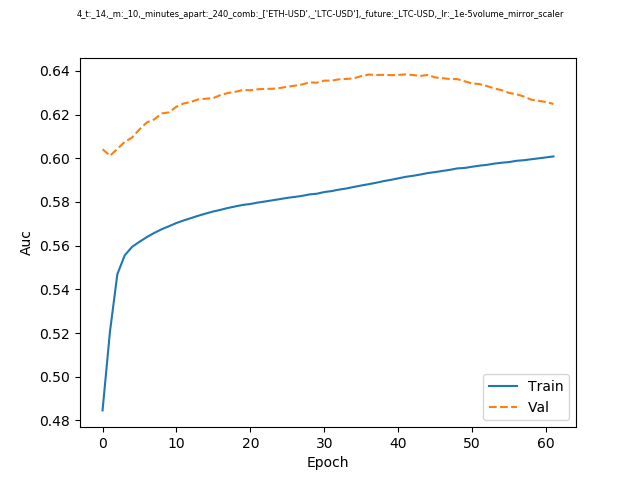 4_t:_14,_m:_10,_minutes_apart:_240_comb:_['ETH-USD',_'LTC-USD'],_future:_LTC-USD,_lr:_1e-5volume_mirror_scaler
0.64
0.62
0.60
0.58
0.56
0.54
0.52
0.50
0.48
Auc
0 10 20 30 40 50 60
Epoch
Train
Val